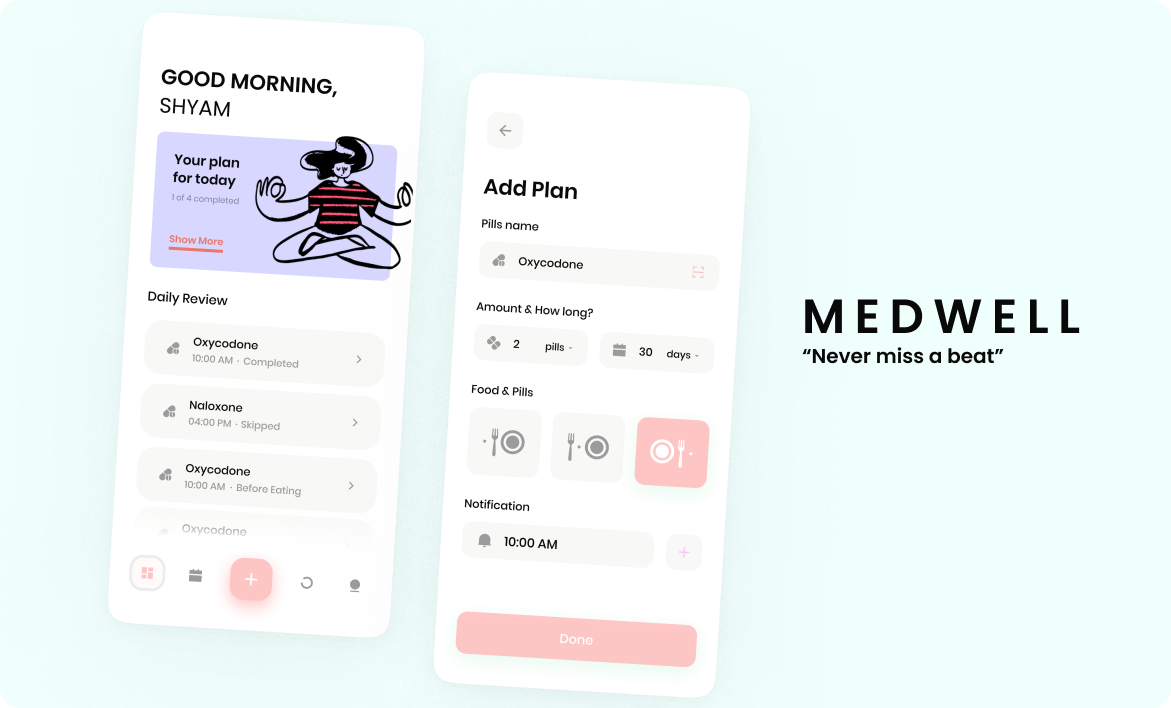 GOOD MORNING,
SHYAM
Your plan
for today
1 of 4 completed
Show More
Daily Review
Oxycodone
10:00 AM · Completed
Naloxone
04:00 PM · Skipped
Oxycodone
10:00 AM · Before Eating
Oxycodone
Add Plan
Pills name
Oxycodone
Amount & How long?
2 pills
30 days
Food & Pills
Notification
10:00 AM
Done
MEDWELL
“Never miss a beat”